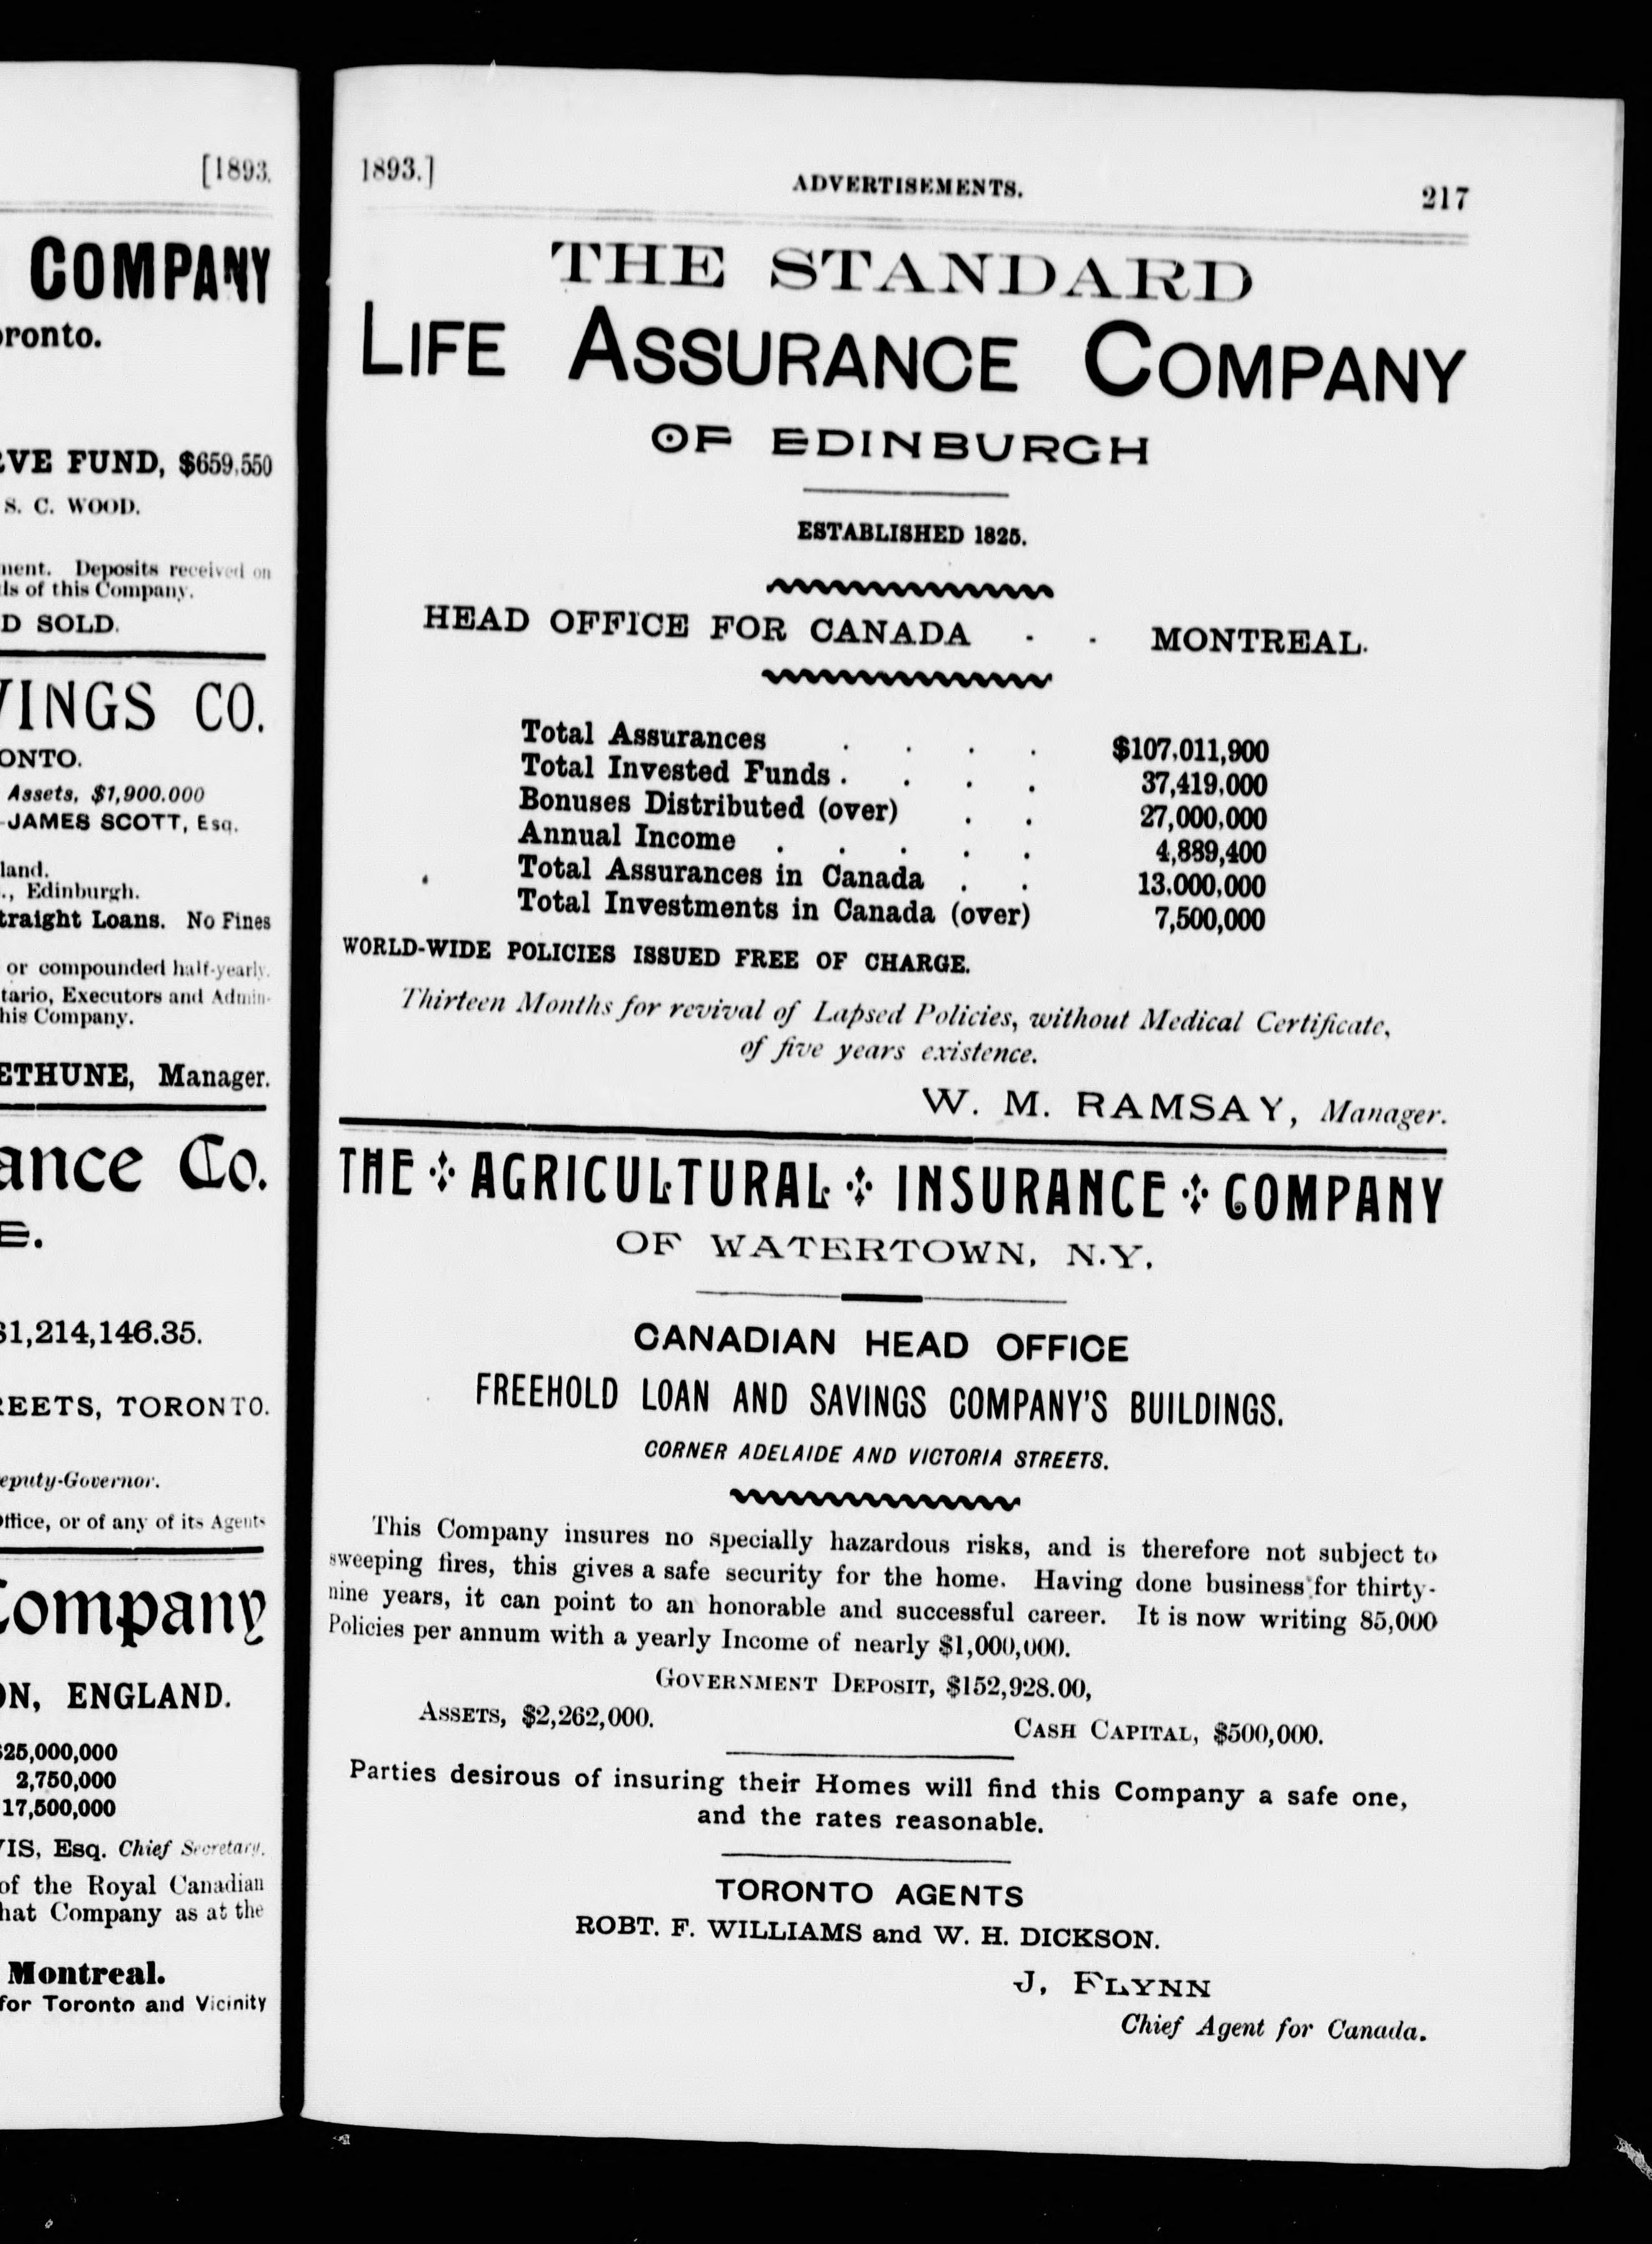 [1893.
COMPANY
oronto.
VE FUND, $659,550
S. C. WOOD.
ment. Deposits received on
ls of this Company.
D SOLD.
VINGS CO.
ONTO.
Assets, $1,900.000
-JAMES SCOTT, Esq.
land.
., Edinburgh.
traight Loans. No Fines
or compounded half-yearly.
tario, Executors and Admin-
his Company.
ETHUNE, Manager.
ance Co.
E.
$1,214,146.35.
REETS, TORONTO.
eputy-Governor.
Office, or of any of its Agents
Company
ON, ENGLAND.
$25,000,000
2,750,000
17,500,000
VIS, Esq. Chief Secretary.
of the Royal Canadian
hat Company as at the
Montreal.
for Toronto and Vicinity
1893.] ADVERTISEMENTS. 217
THE STANDARD
LIFE ASSURANCE COMPANY
OF EDINBURGH
ESTABLISHED 1825.
HEAD OFFICE FOR CANADA . . MONTREAL.
Total Assurances . . . . $107,011,900
Total Invested Funds . . . . 37,419,000
Bonuses Distributed (over) . . 27,000,000
Annual Income . . . . . 4,889,400
Total Assurances in Canada . . 13,000,000
Total Investments in Canada (over) 7,500,000
WORLD-WIDE POLICIES ISSUED FREE OF CHARGE.
Thirteen Months for revival of Lapsed Policies, without Medical Certificate,
of five years existence.
W. M. RAMSAY, Manager.
THE AGRICULTURAL INSURANCE COMPANY
OF WATERTOWN, N.Y.
CANADIAN HEAD OFFICE
FREEHOLD LOAN AND SAVINGS COMPANY'S BUILDINGS.
CORNER ADELAIDE AND VICTORIA STREETS.
This Company insures no specially hazardous risks, and is therefore not subject to
sweeping fires, this gives a safe security for the home. Having done business for thirty-
nine years, it can point to an honorable and successful career. It is now writing 85,000
Policies per annum with a yearly Income of nearly $1,000,000.
GOVERNMENT DEPOSIT, $152,928.00,
ASSETS, $2,262,000. CASH CAPITAL, $500,000.
Parties desirous of insuring their Homes will find this Company a safe one,
and the rates reasonable.
TORONTO AGENTS
ROBT. F. WILLIAMS and W. H. DICKSON.
J, FLYNN
Chief Agent for Canada.